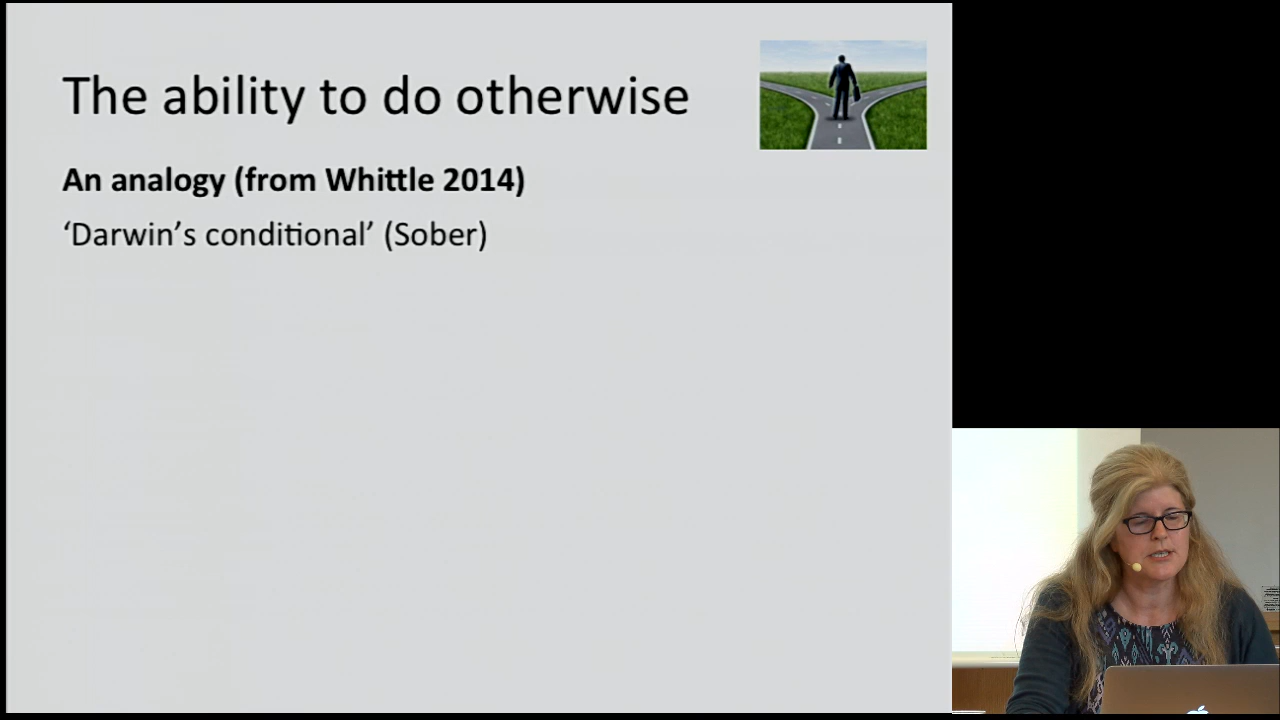 The ability to do otherwise
An analogy (from Whittle 2014)
‘Darwin’s conditional’ (Sober)